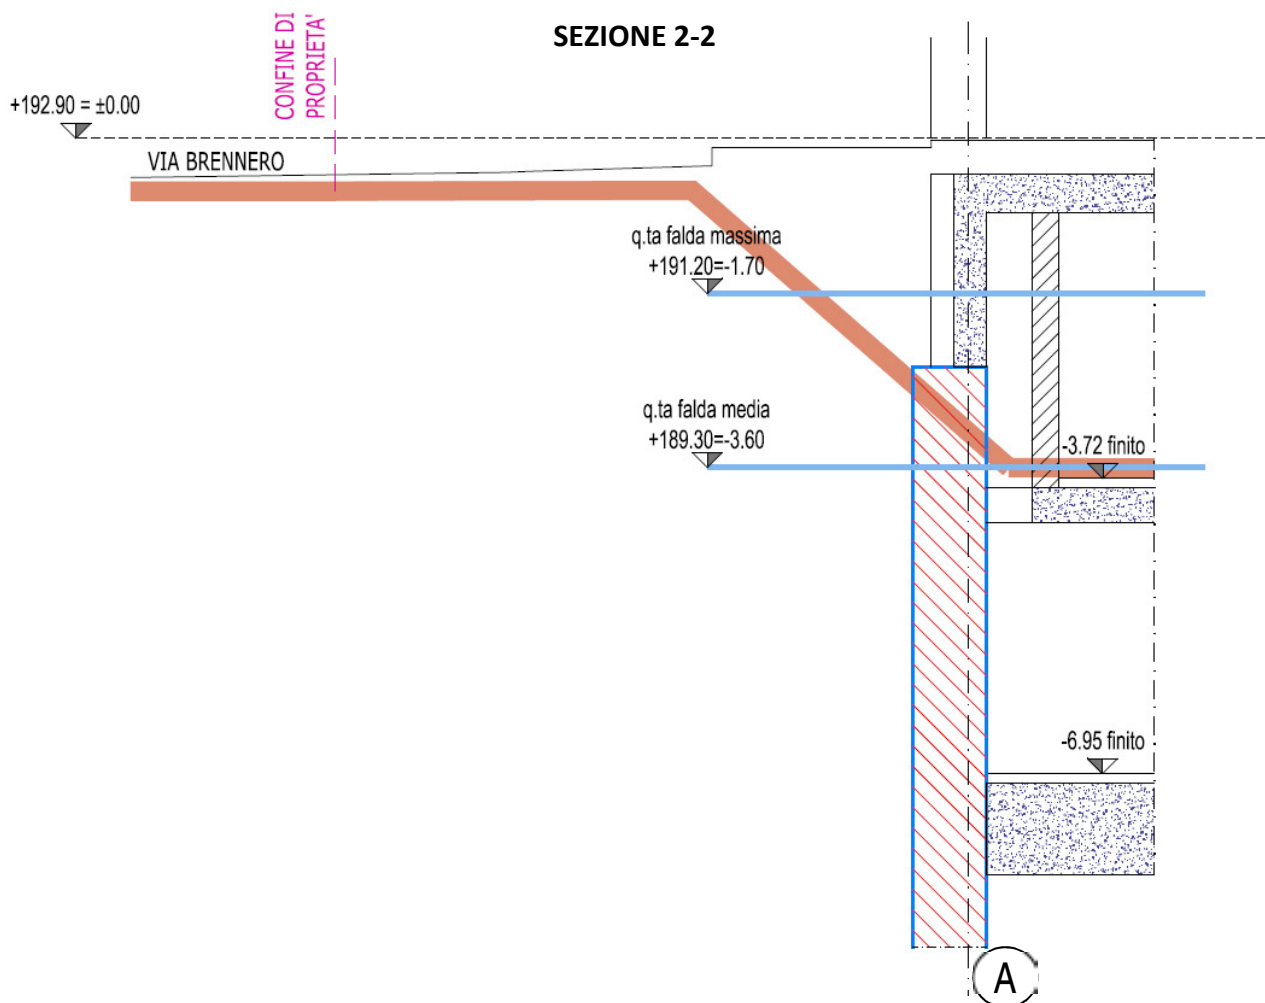 SEZIONE 2-2
CONFINE DI
PROPRIETA'
+192.90 = ±0.00
VIA BRENNERO
q.ta falda massima
+191.20=-1.70
q.ta falda media
+189.30=-3.60
-3.72 finito
-6.95 finito
A